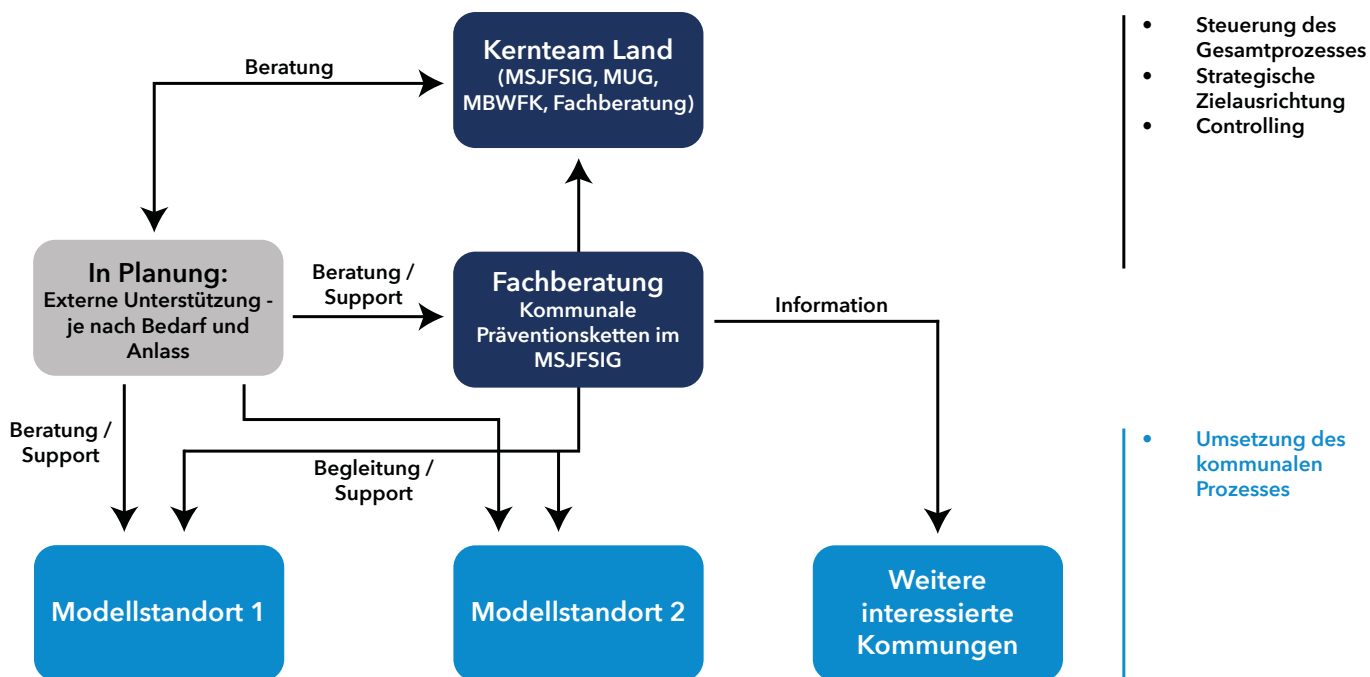 Kernteam Land
(MSJFSIG, MUG,
MBWFK, Fachberatung)
Beratung
• Steuerung des
Gesamtprozesses
• Strategische
Zielausrichtung
• Controlling
In Planung:
Externe Unterstützung -
je nach Bedarf und
Anlass
Beratung /
Support
Fachberatung
Kommunale
Präventionsketten im
MSJFSIG
Information
Beratung /
Support
Begleitung /
Support
• Umsetzung des
kommunalen
Prozesses
Modellstandort 1
Modellstandort 2
Weitere
interessierte
Kommungen